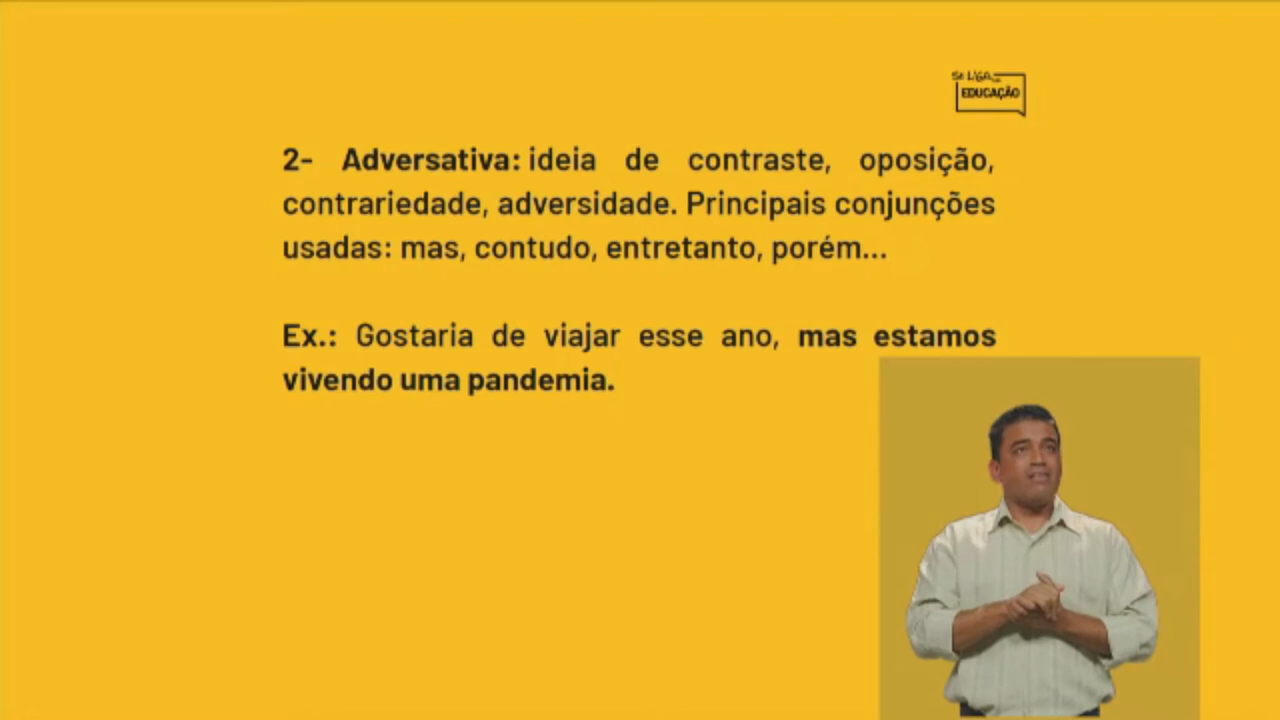 SE LIGA NA
EDUCAÇÃO
2- Adversativa: ideia de contraste, oposição,
contrariedade, adversidade. Principais conjunções
usadas: mas, contudo, entretanto, porém...
Ex.: Gostaria de viajar esse ano, mas estamos
vivendo uma pandemia.